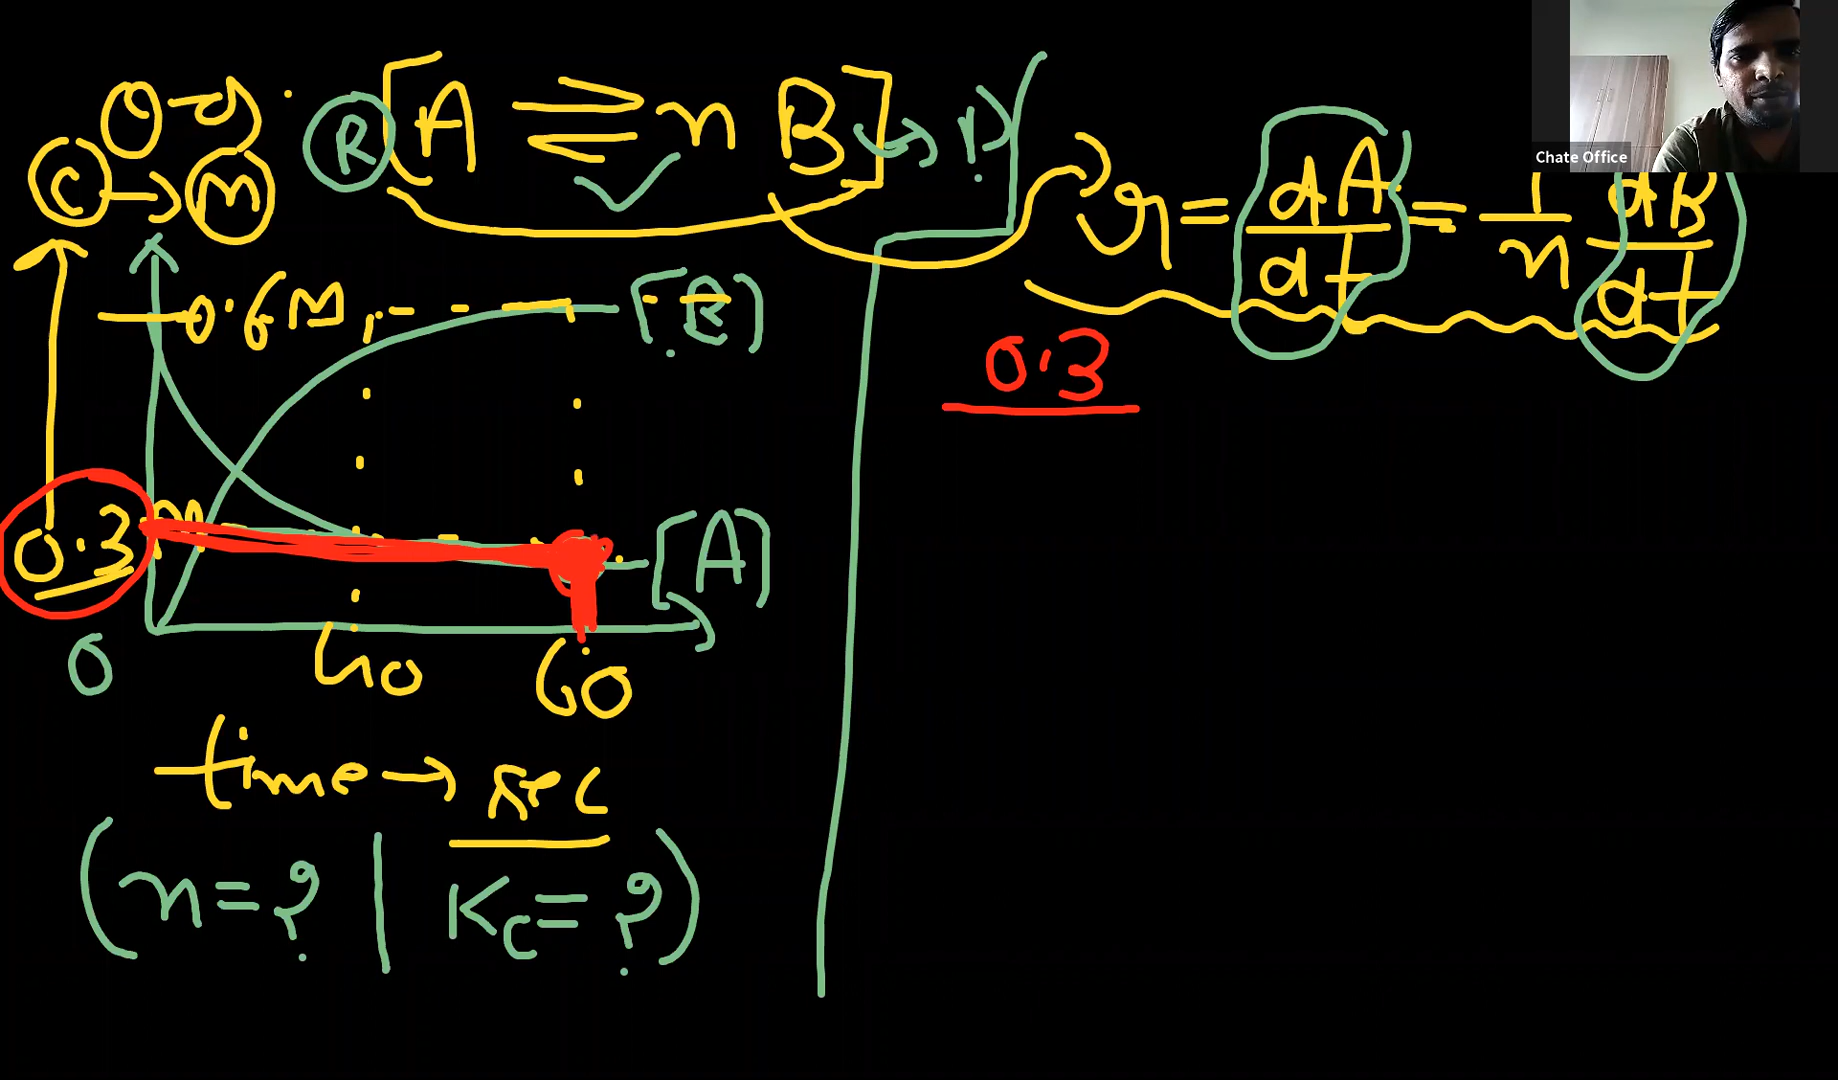 O → 
C → M
R [A ⇌ n B] → P
r = dA/dt = 1/n dB/dt
0.6M
[B]
0.3
0.3 M
[A]
0
40
60
time → sec
(n = ? | Kc = ?)
Chate Office